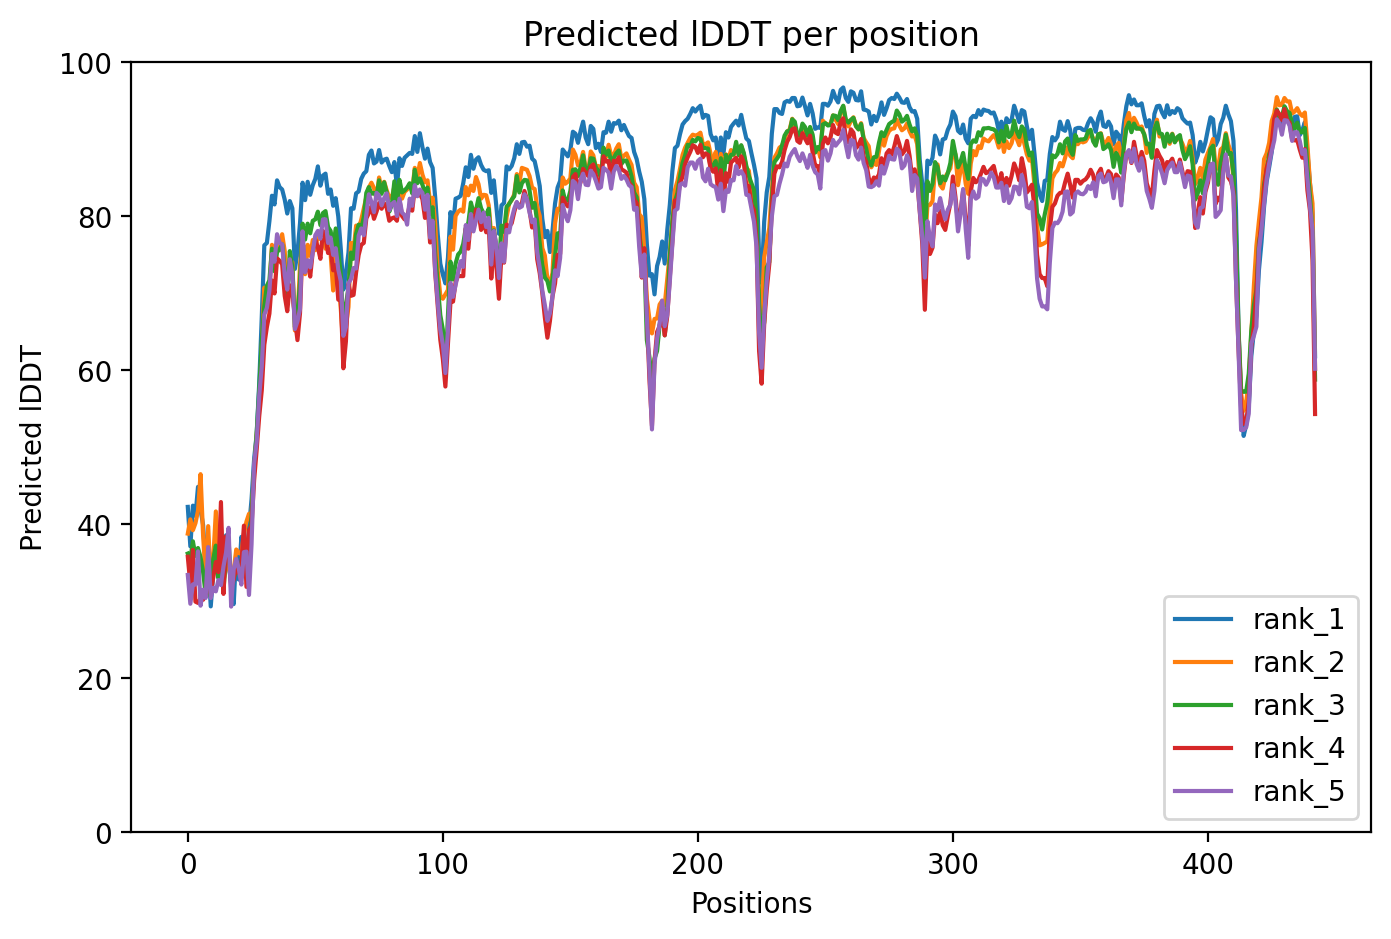 Predicted lDDT per position
Predicted lDDT
100
80
60
40
20
0
0 100 200 300 400
Positions
rank_1
rank_2
rank_3
rank_4
rank_5